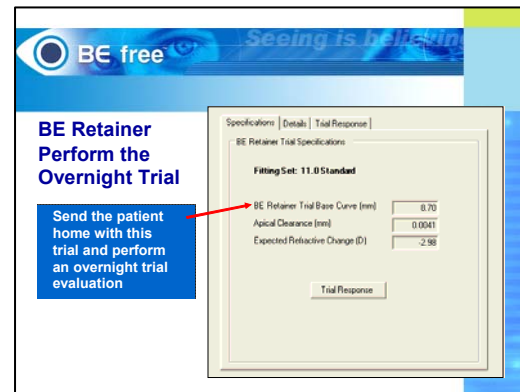 Seeing is believing
BE free
BE Retainer
Perform the
Overnight Trial
Send the patient
home with this
trial and perform
an overnight trial
evaluation
Specifications Details Trial Response
BE Retainer Trial Specifications
Fitting Set: 11.0 Standard
BE Retainer Trial Base Curve (mm) 8.70
Apical Clearance (mm) 0.0041
Expected Refractive Change (D) -2.98
Trial Response